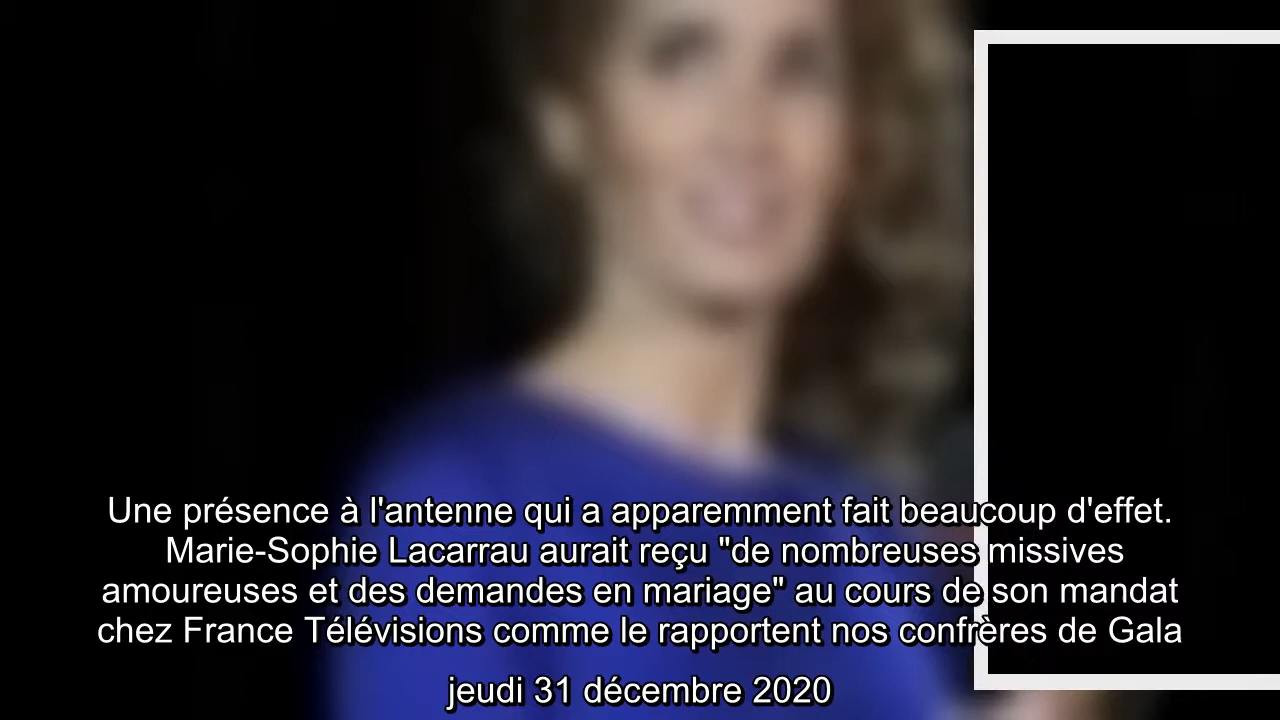 Une présence à l'antenne qui a apparemment fait beaucoup d'effet.
Marie-Sophie Lacarrau aurait reçu "de nombreuses missives
amoureuses et des demandes en mariage" au cours de son mandat
chez France Télévisions comme le rapportent nos confrères de Gala
jeudi 31 décembre 2020